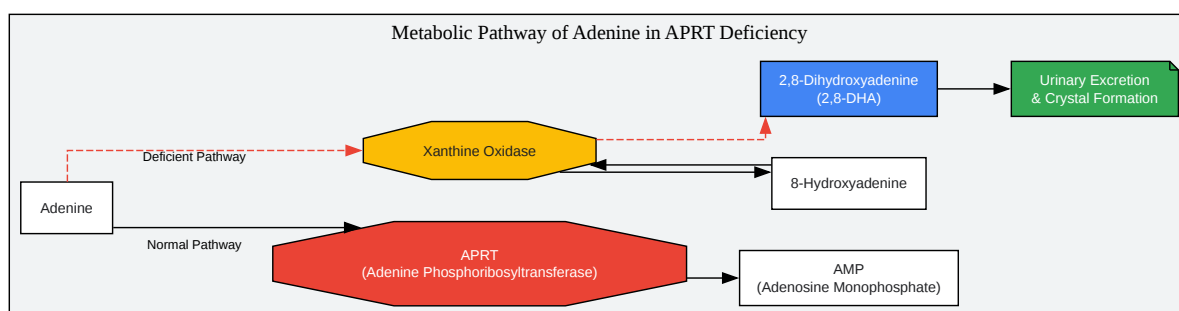 Metabolic Pathway of Adenine in APRT Deficiency
2,8-Dihydroxyadenine
(2,8-DHA)
Urinary Excretion
& Crystal Formation
Xanthine Oxidase
Deficient Pathway
8-Hydroxyadenine
Adenine
Normal Pathway
APRT
(Adenine Phosphoribosyltransferase)
AMP
(Adenosine Monophosphate)